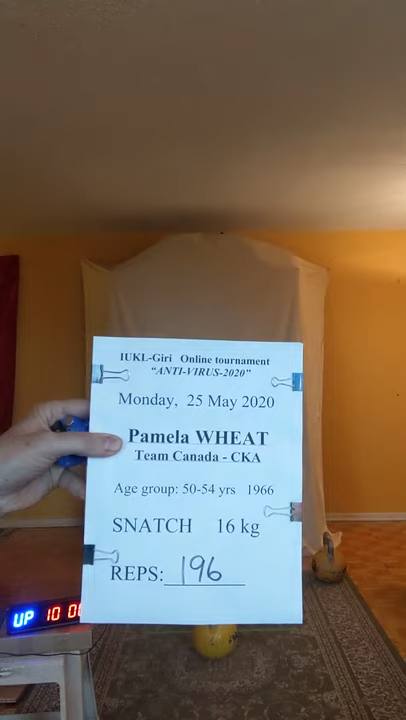 IUKL-Giri Online tournament
"ANTI-VIRUS-2020"
Monday, 25 May 2020
Pamela WHEAT
Team Canada - CKA
Age group: 50-54 yrs 1966
SNATCH 16 kg
REPS: 196
UP 10 00